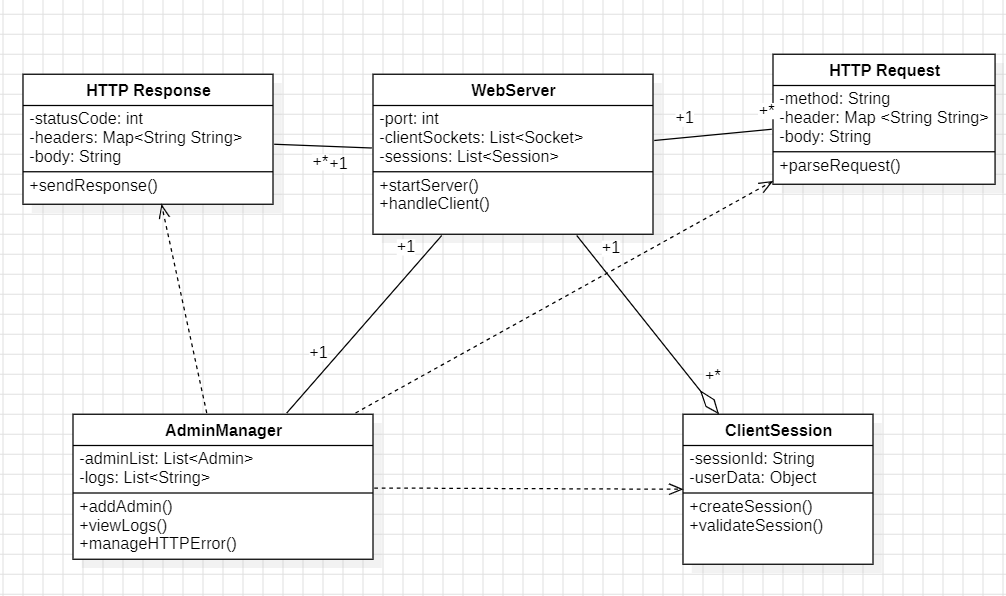 HTTP Response
-statusCode: int
-headers: Map<String String>
-body: String
+sendResponse()
+*
+1
WebServer
-port: int
-clientSockets: List<Socket>
-sessions: List<Session>
+startServer()
+handleClient()
+1
+*
HTTP Request
-method: String
-header: Map <String String>
-body: String
+parseRequest()
+1
+1
+1
+*
AdminManager
-adminList: List<Admin>
-logs: List<String>
+addAdmin()
+viewLogs()
+manageHTTPError()
ClientSession
-sessionId: String
-userData: Object
+createSession()
+validateSession()